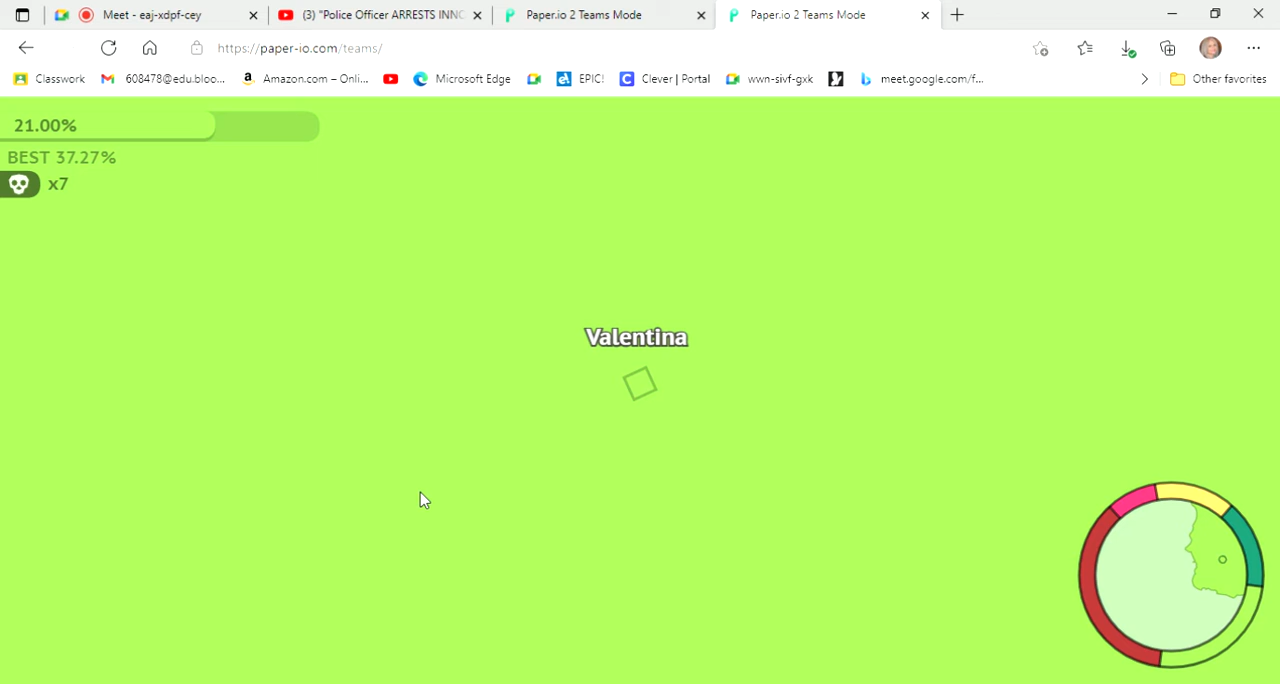 Meet - eaj-xdpf-cey
(3) "Police Officer ARRESTS INNO
Paper.io 2 Teams Mode
Paper.io 2 Teams Mode
https://paper-io.com/teams/
Classwork
608478@edu.bloo...
Amazon.com – Onli...
Microsoft Edge
EPIC!
Clever | Portal
wwn-sivf-gxk
meet.google.com/f...
Other favorites
21.00%
BEST 37.27%
x7
Valentina